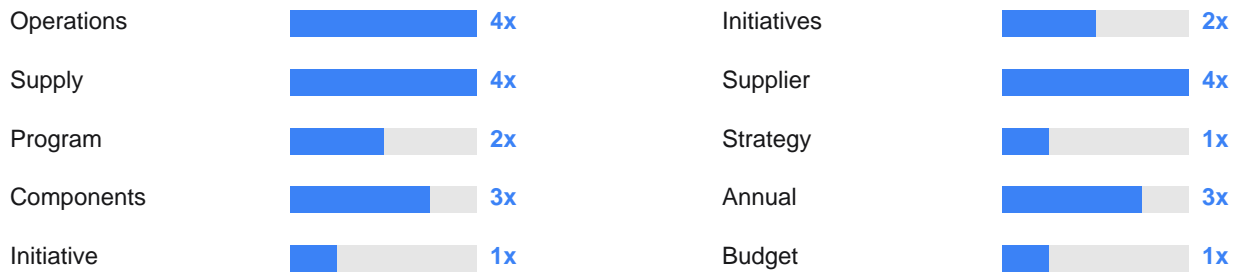 Operations 4x Initiatives 2x
Supply 4x Supplier 4x
Program 2x Strategy 1x
Components 3x Annual 3x
Initiative 1x Budget 1x